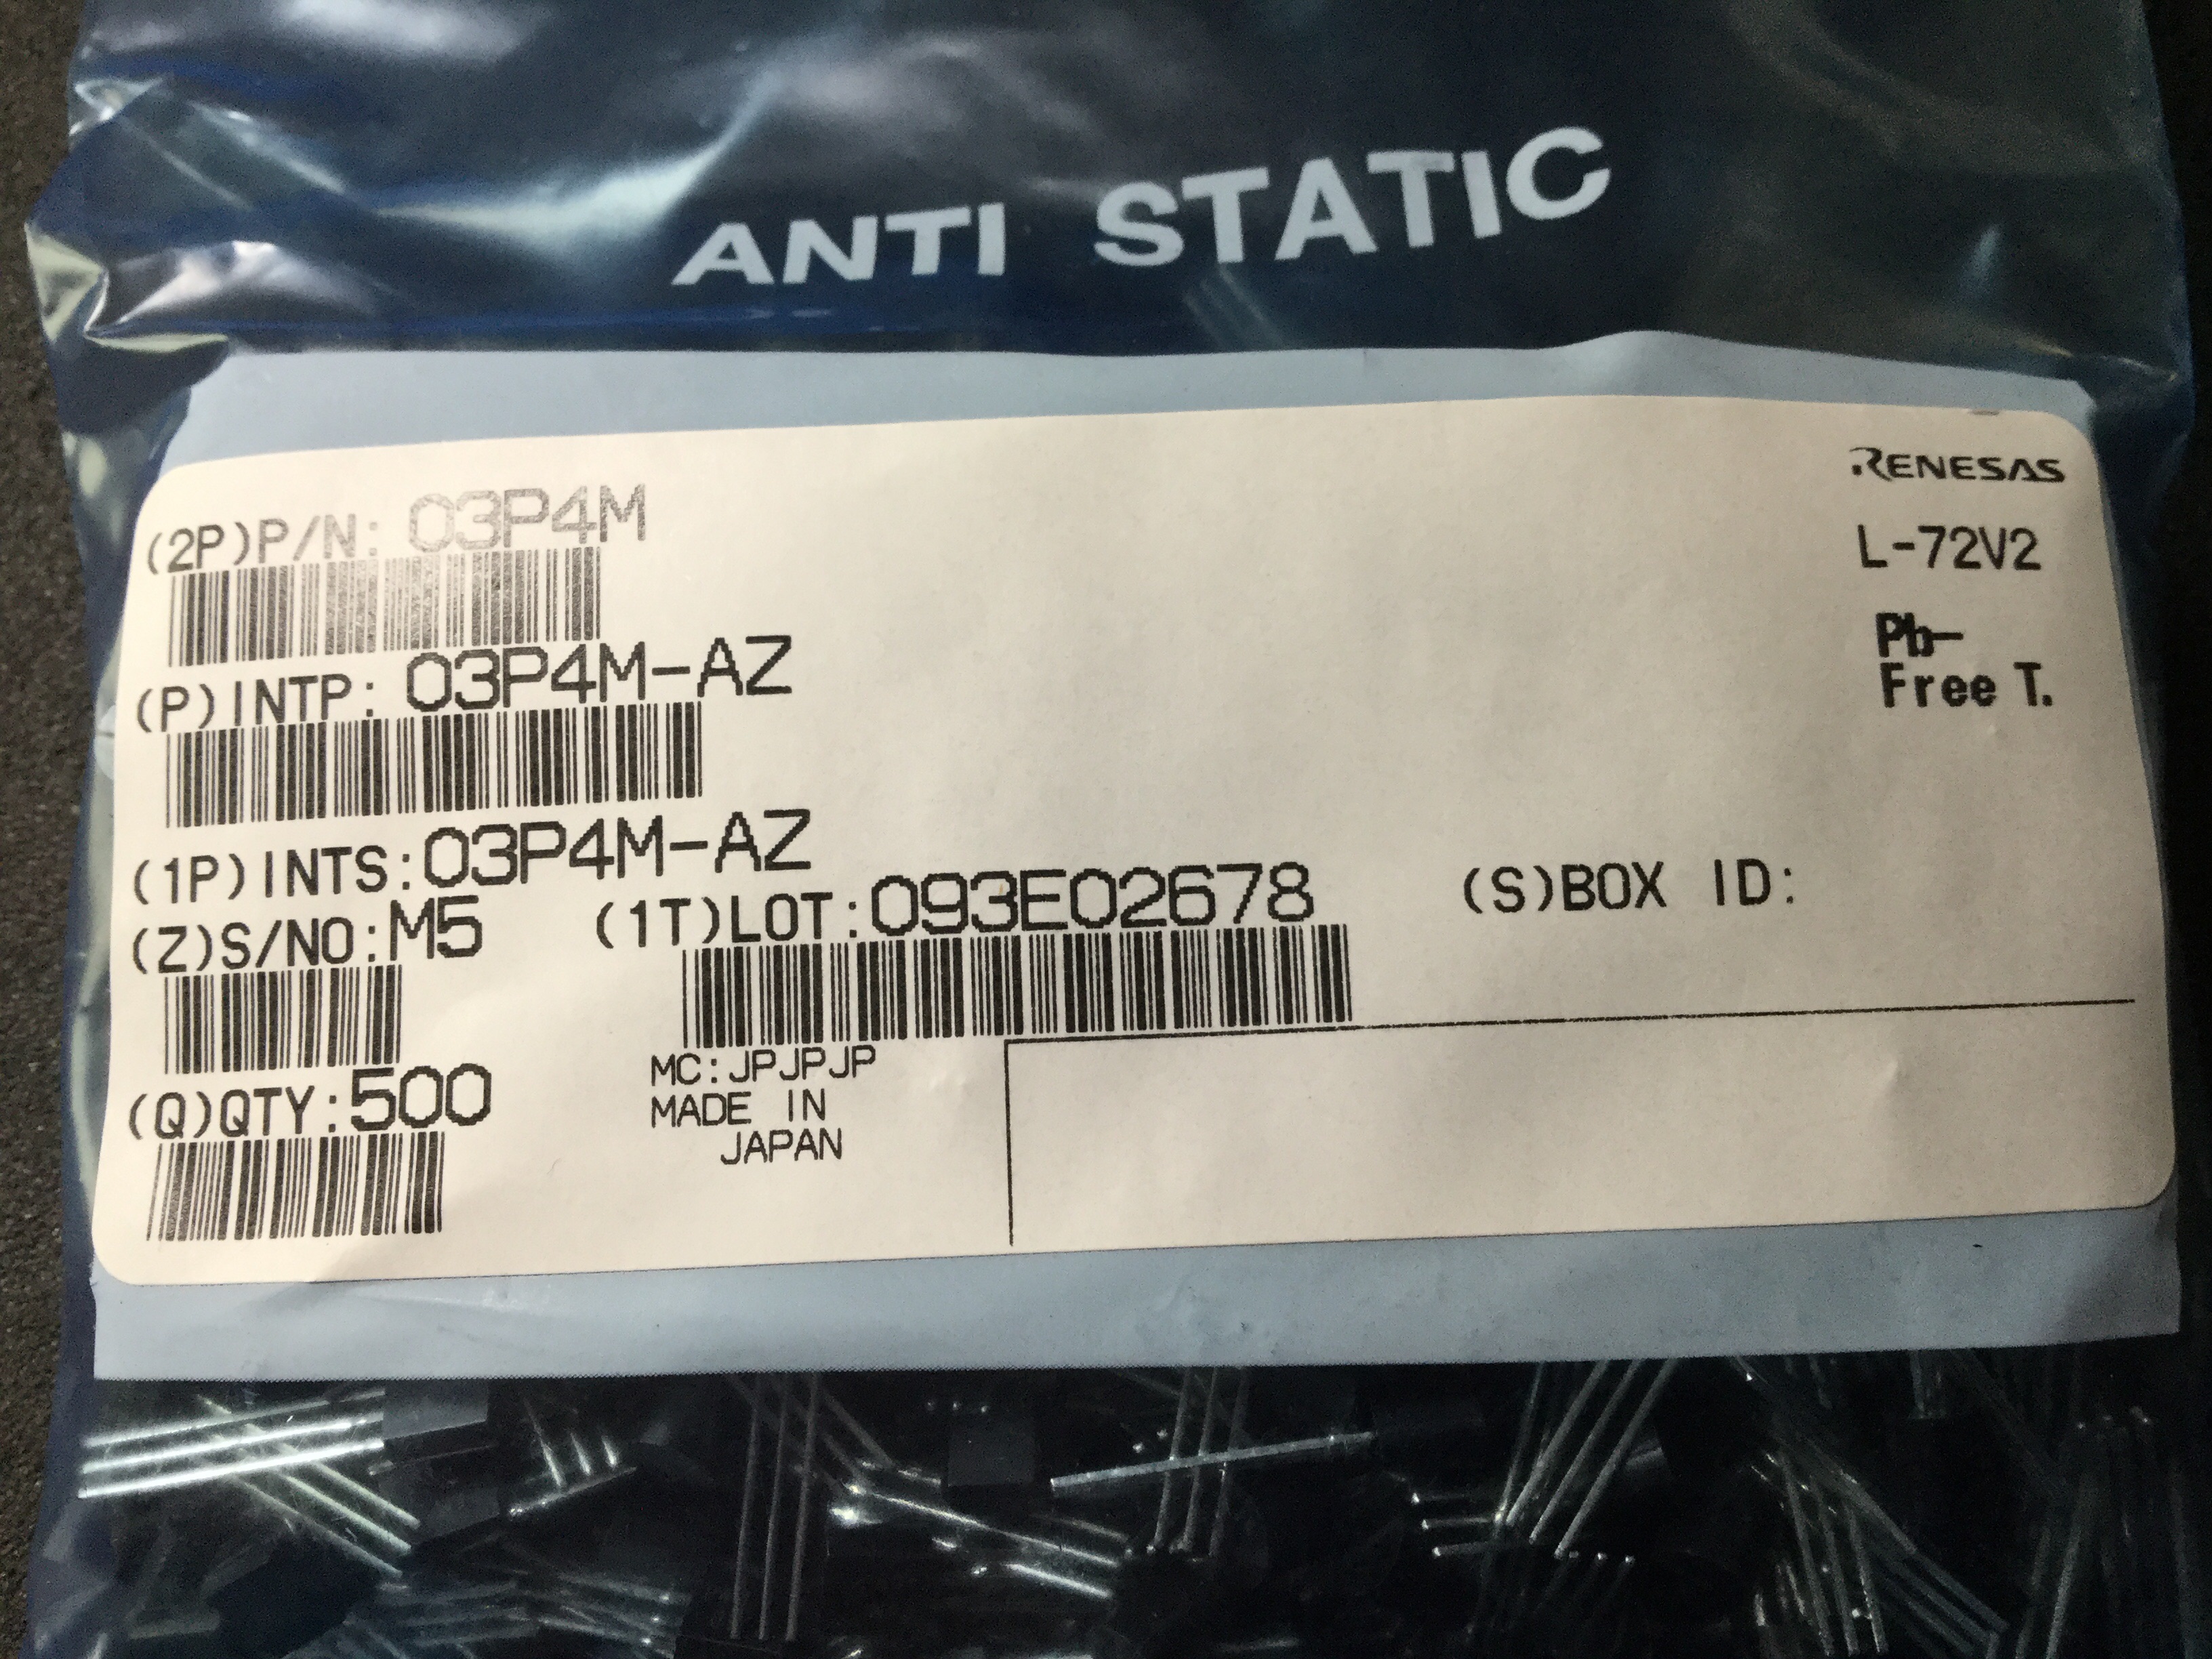 ANTI STATIC
RENESAS
(2P)P/N: 03P4M
L-72V2
Pb-
Free T.
(P)INTP: 03P4M-AZ
(1P)INTS:03P4M-AZ
(Z)S/NO:M5 (1T)LOT:093E02678 (S)BOX ID:
(Q)QTY:500
MC:JPJPJP
MADE IN
JAPAN